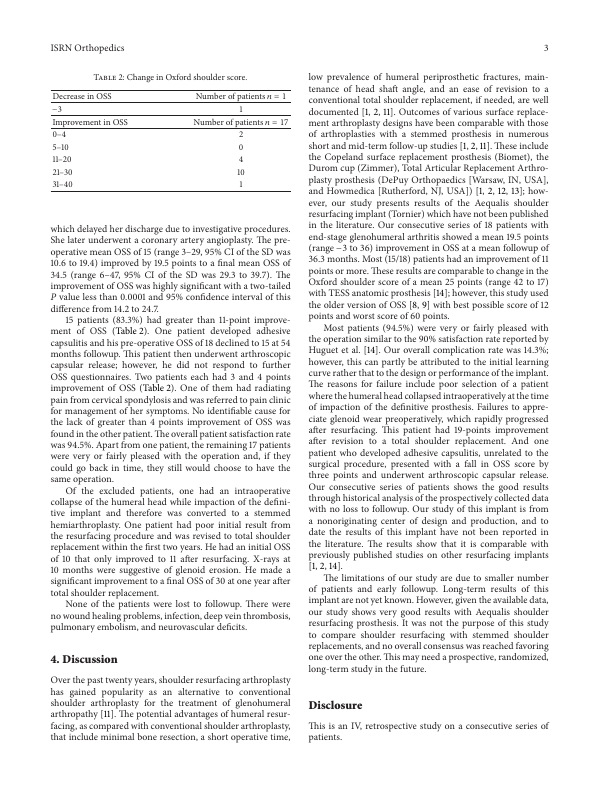 ISRN Orthopedics
3
Table 2: Change in Oxford shoulder score.
Decrease in OSS Number of patients n = 1
−3 1
Improvement in OSS Number of patients n = 17
0–4 2
5–10 0
11–20 4
21–30 10
31–40 1
which delayed her discharge due to investigative procedures.
She later underwent a coronary artery angioplasty. The pre-
operative mean OSS of 15 (range 3–29, 95% CI of the SD was
10.6 to 19.4) improved by 19.5 points to a final mean OSS of
34.5 (range 6–47, 95% CI of the SD was 29.3 to 39.7). The
improvement of OSS was highly significant with a two-tailed
P value less than 0.0001 and 95% confidence interval of this
difference from 14.2 to 24.7.
15 patients (83.3%) had greater than 11-point improve-
ment of OSS (Table 2). One patient developed adhesive
capsulitis and his pre-operative OSS of 18 declined to 15 at 54
months followup. This patient then underwent arthroscopic
capsular release; however, he did not respond to further
OSS questionnaires. Two patients each had 3 and 4 points
improvement of OSS (Table 2). One of them had radiating
pain from cervical spondylosis and was referred to pain clinic
for management of her symptoms. No identifiable cause for
the lack of greater than 4 points improvement of OSS was
found in the other patient. The overall patient satisfaction rate
was 94.5%. Apart from one patient, the remaining 17 patients
were very or fairly pleased with the operation and, if they
could go back in time, they still would choose to have the
same operation.
Of the excluded patients, one had an intraoperative
collapse of the humeral head while impaction of the defini-
tive implant and therefore was converted to a stemmed
hemiarthroplasty. One patient had poor initial result from
the resurfacing procedure and was revised to total shoulder
replacement within the first two years. He had an initial OSS
of 10 that only improved to 11 after resurfacing. X-rays at
10 months were suggestive of glenoid erosion. He made a
significant improvement to a final OSS of 30 at one year after
total shoulder replacement.
None of the patients were lost to followup. There were
no wound healing problems, infection, deep vein thrombosis,
pulmonary embolism, and neurovascular deficits.
4. Discussion
Over the past twenty years, shoulder resurfacing arthroplasty
has gained popularity as an alternative to conventional
shoulder arthroplasty for the treatment of glenohumeral
arthropathy [11]. The potential advantages of humeral resur-
facing, as compared with conventional shoulder arthroplasty,
that include minimal bone resection, a short operative time,
low prevalence of humeral periprosthetic fractures, main-
tenance of head shaft angle, and an ease of revision to a
conventional total shoulder replacement, if needed, are well
documented [1, 2, 11]. Outcomes of various surface replace-
ment arthroplasty designs have been comparable with those
of arthroplasties with a stemmed prosthesis in numerous
short and mid-term follow-up studies [1, 2, 11]. These include
the Copeland surface replacement prosthesis (Biomet), the
Durom cup (Zimmer), Total Articular Replacement Arthro-
plasty prosthesis (DePuy Orthopaedics [Warsaw, IN, USA],
and Howmedica [Rutherford, NJ, USA]) [1, 2, 12, 13]; how-
ever, our study presents results of the Aequalis shoulder
resurfacing implant (Tornier) which have not been published
in the literature. Our consecutive series of 18 patients with
end-stage glenohumeral arthritis showed a mean 19.5 points
(range −3 to 36) improvement in OSS at a mean followup of
36.3 months. Most (15/18) patients had an improvement of 11
points or more. These results are comparable to change in the
Oxford shoulder score of a mean 25 points (range 42 to 17)
with TESS anatomic prosthesis [14]; however, this study used
the older version of OSS [8, 9] with best possible score of 12
points and worst score of 60 points.
Most patients (94.5%) were very or fairly pleased with
the operation similar to the 90% satisfaction rate reported by
Huguet et al. [14]. Our overall complication rate was 14.3%;
however, this can partly be attributed to the initial learning
curve rather that to the design or performance of the implant.
The reasons for failure include poor selection of a patient
where the humeral head collapsed intraoperatively at the time
of impaction of the definitive prosthesis. Failures to appre-
ciate glenoid wear preoperatively, which rapidly progressed
after resurfacing. This patient had 19-points improvement
after revision to a total shoulder replacement. And one
patient who developed adhesive capsulitis, unrelated to the
surgical procedure, presented with a fall in OSS score by
three points and underwent arthroscopic capsular release.
Our consecutive series of patients shows the good results
through historical analysis of the prospectively collected data
with no loss to followup. Our study of this implant is from
a nonoriginating center of design and production, and to
date the results of this implant have not been reported in
the literature. The results show that it is comparable with
previously published studies on other resurfacing implants
[1, 2, 14].
The limitations of our study are due to smaller number
of patients and early followup. Long-term results of this
implant are not yet known. However, given the available data,
our study shows very good results with Aequalis shoulder
resurfacing prosthesis. It was not the purpose of this study
to compare shoulder resurfacing with stemmed shoulder
replacements, and no overall consensus was reached favoring
one over the other. This may need a prospective, randomized,
long-term study in the future.
Disclosure
This is an IV, retrospective study on a consecutive series of
patients.